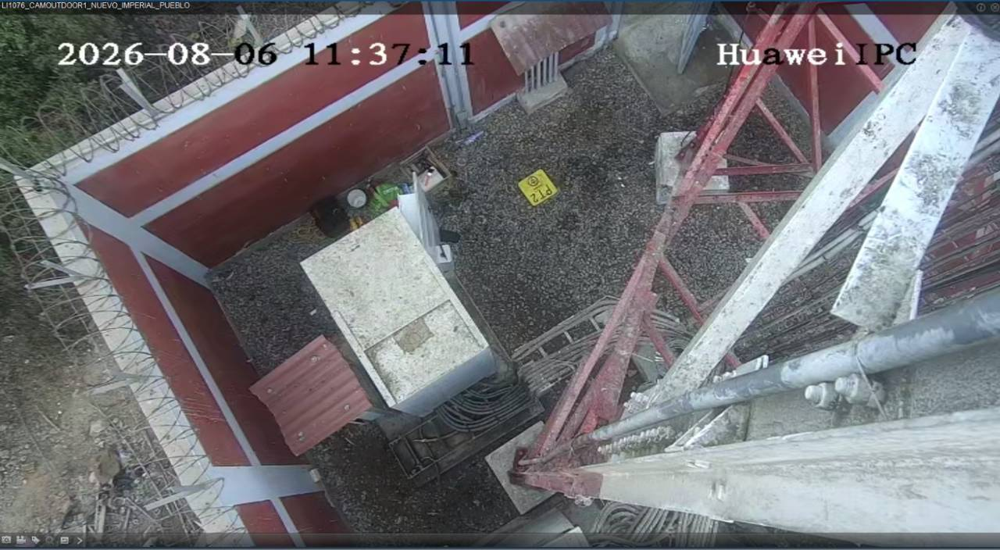 LI1076_CAMOUTDOOR1_NUEVO_IMPERIAL_PUEBLO
2026-08-06 11:37:11
HuaweiIPC
PT2